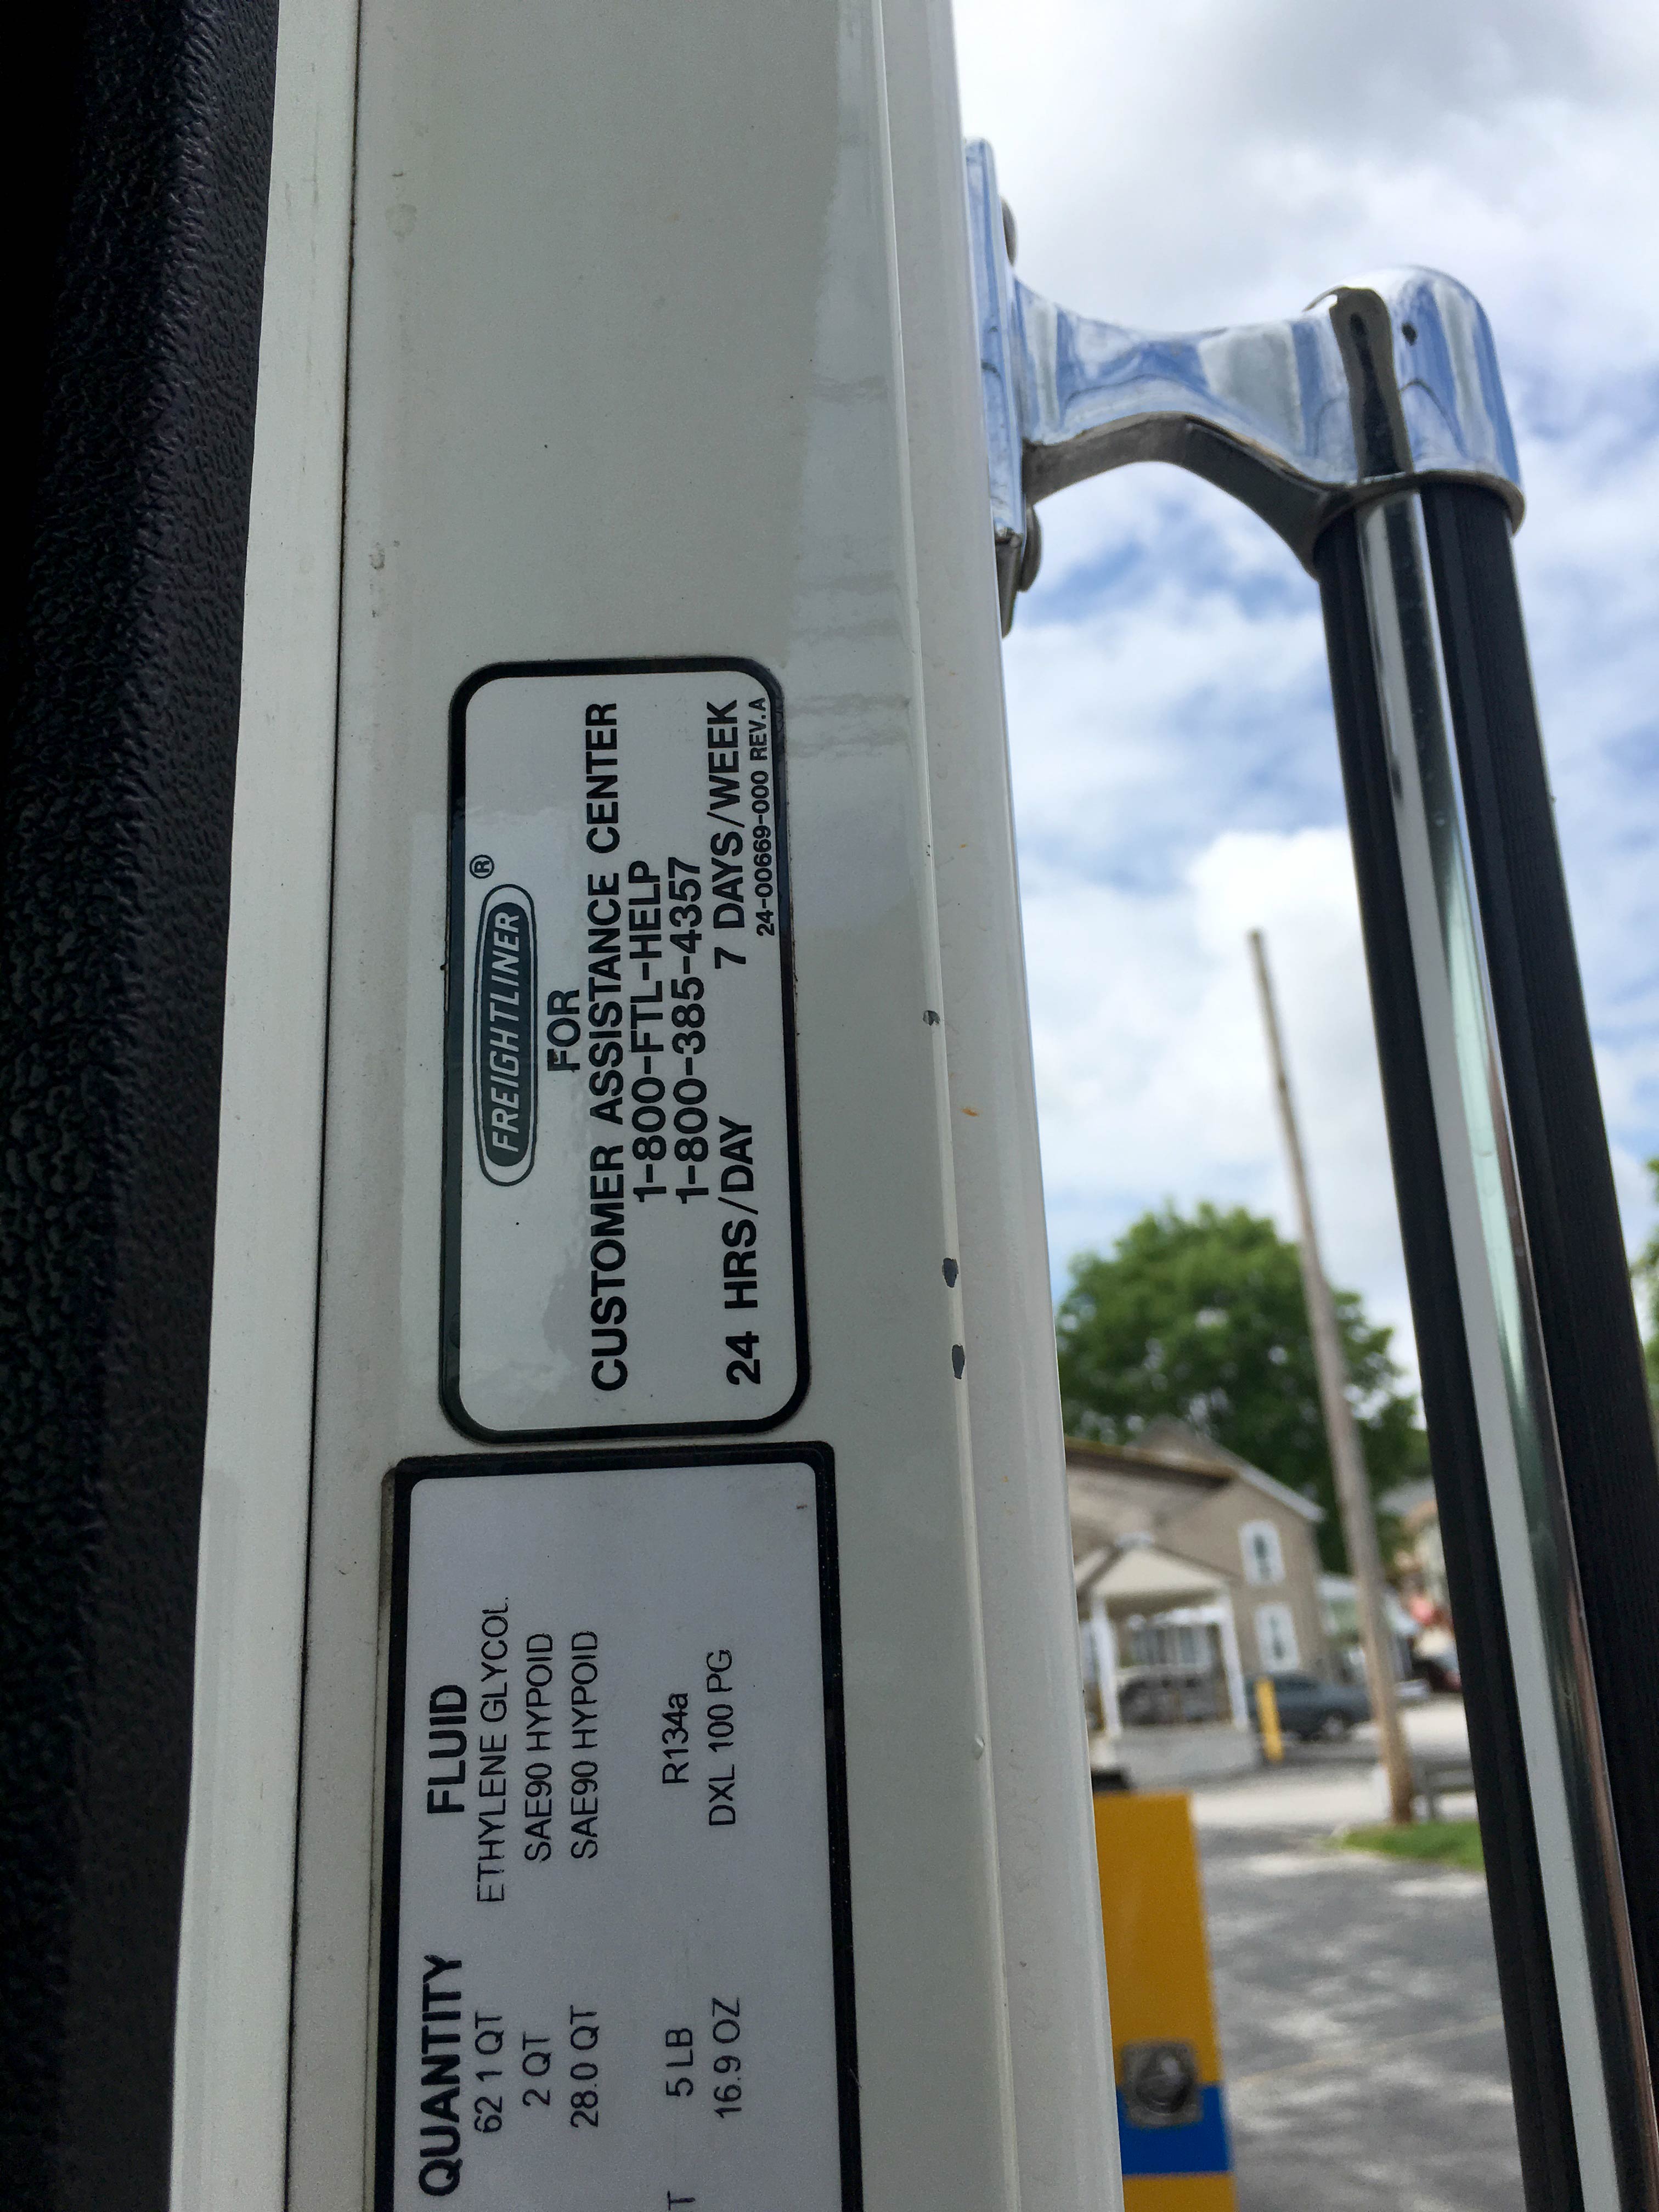 FREIGHTLINER®
FOR
CUSTOMER ASSISTANCE CENTER
1-800-FTL-HELP
1-800-385-4357
24 HRS/DAY 7 DAYS/WEEK
24-00669-000 REV.A
QUANTITY FLUID
62 1 QT ETHYLENE GLYCOL
2 QT SAE90 HYPOID
28.0 QT SAE90 HYPOID
T 5 LB R134a
16.9 OZ DXL 100 PG